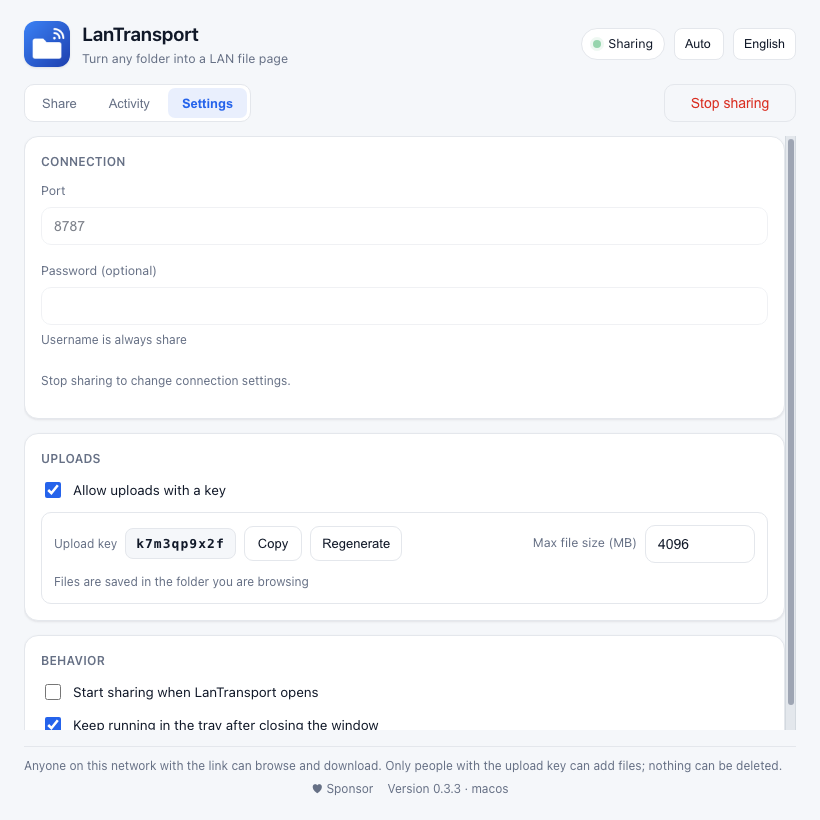 LanTransport
Turn any folder into a LAN file page
Sharing
Auto
English
Share
Activity
Settings
Stop sharing
CONNECTION
Port
8787
Password (optional)
Username is always share
Stop sharing to change connection settings.
UPLOADS
Allow uploads with a key
Upload key
k7m3qp9x2f
Copy
Regenerate
Max file size (MB)
4096
Files are saved in the folder you are browsing
BEHAVIOR
Start sharing when LanTransport opens
Keep running in the tray after closing the window
Anyone on this network with the link can browse and download. Only people with the upload key can add files; nothing can be deleted.
Sponsor
Version 0.3.3 · macos